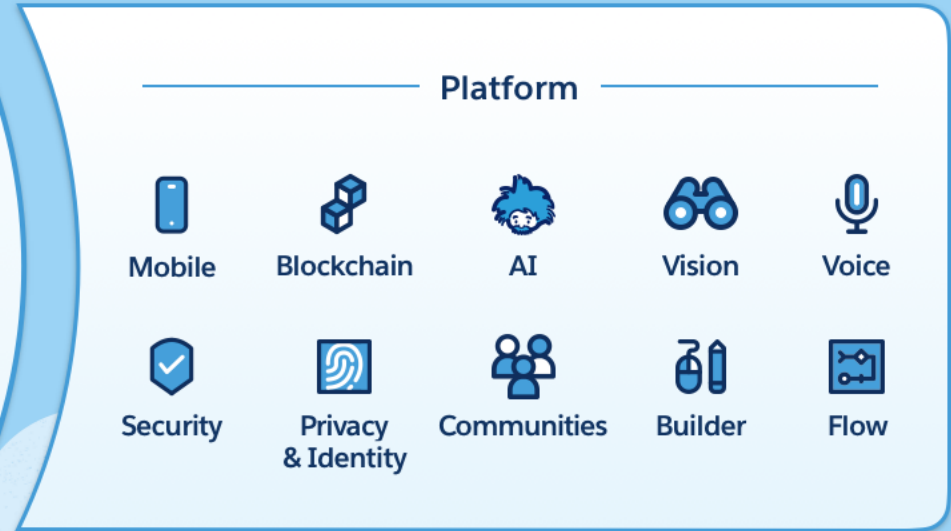 Platform
Mobile
Blockchain
AI
Vision
Voice
Security
Privacy
& Identity
Communities
Builder
Flow